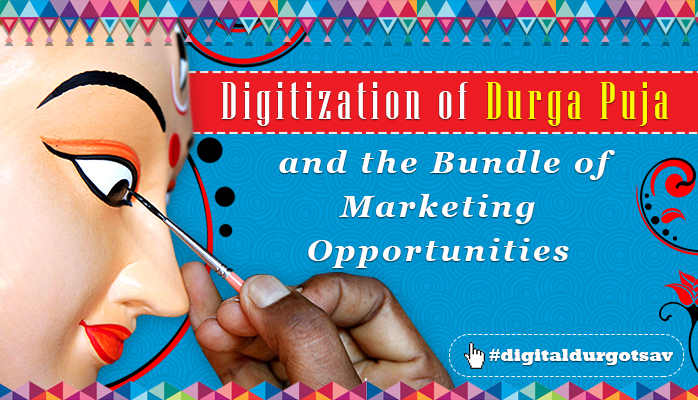 Digitization of Durga Puja
and the Bundle of
Marketing
Opportunities
#digitaldurgotsav